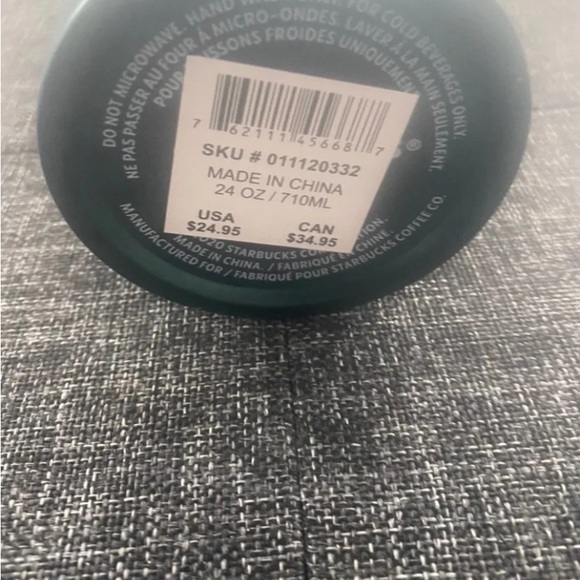 DO NOT MICROWAVE. HAND FOR COLD BEVERAGES ONLY.
NE PAS PASSER AU FOUR À MICRO-ONDES. LAVER À LA MAIN SEULEMENT.
POUR BOISSONS FROIDES UNIQUEMENT
7 62111 45668 7
SKU # 011120332
MADE IN CHINA
24 OZ / 710ML
USA CAN
$24.95 $34.95
®
2020 STARBUCKS
MADE IN CHINA. / FABRIQUÉ EN CHINE.
MANUFACTURED FOR / FABRIQUÉ POUR STARBUCKS COFFEE CO.